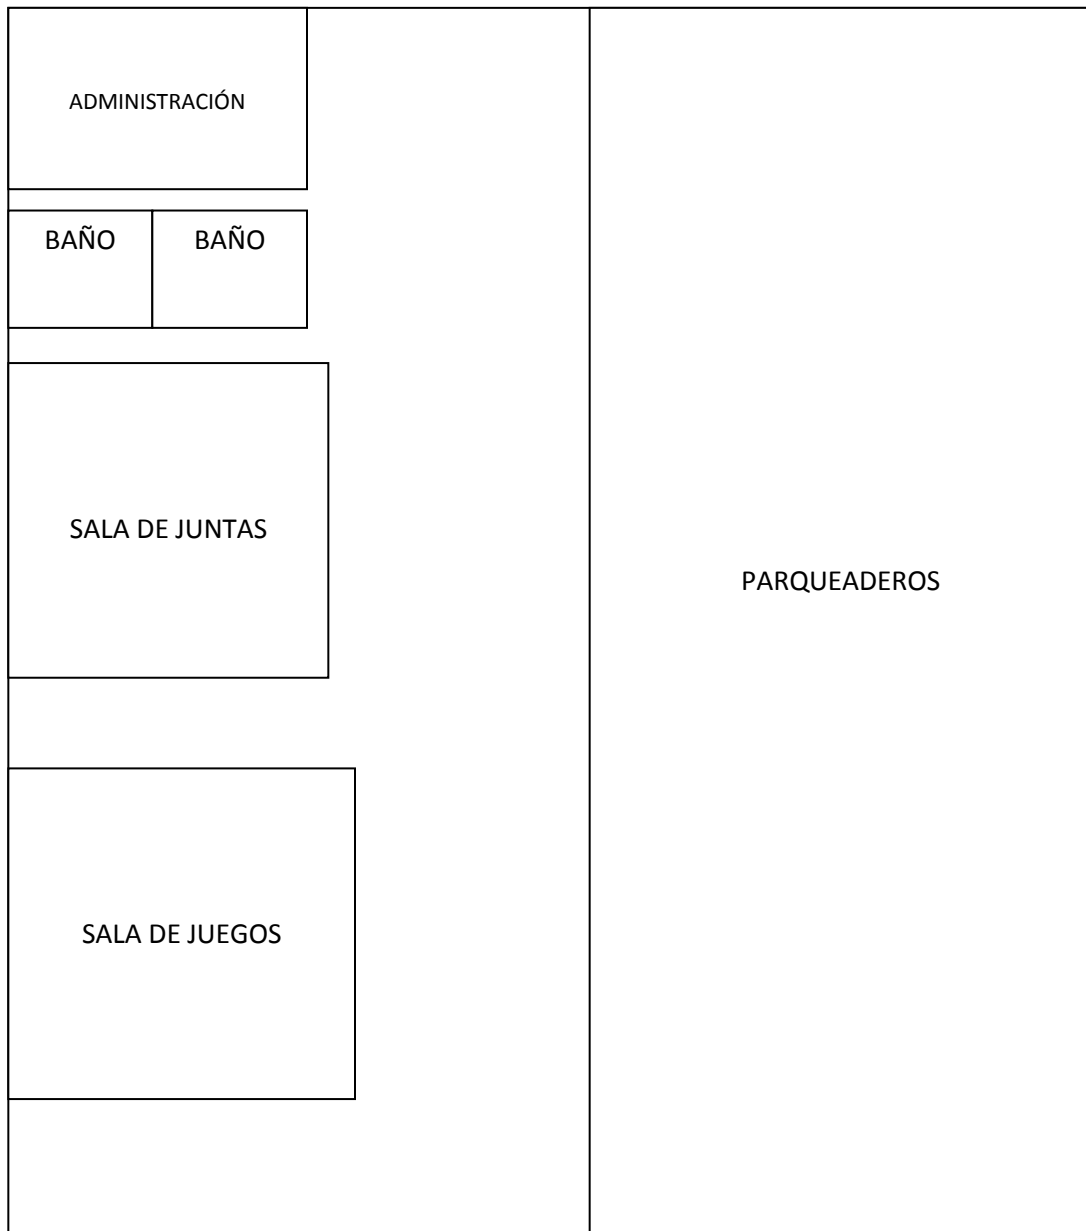 ADMINISTRACIÓN
BAÑO
BAÑO
SALA DE JUNTAS
PARQUEADEROS
SALA DE JUEGOS